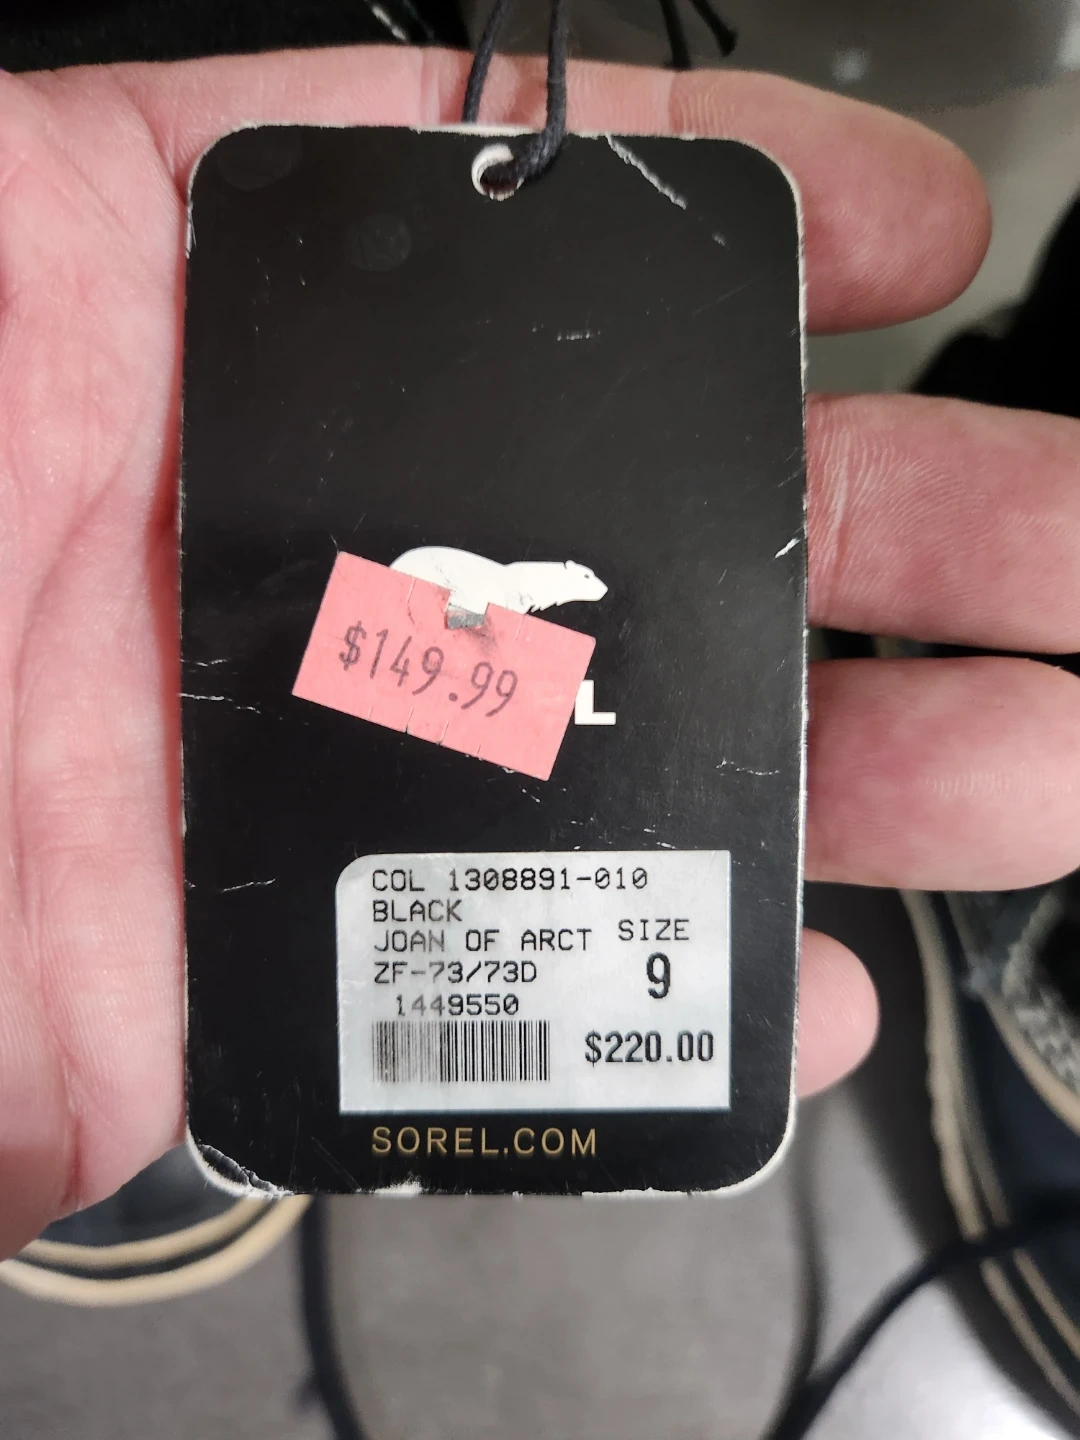 $149.99
L
COL 1308891-010
BLACK
JOAN OF ARCT SIZE
ZF-73/73D 9
1449550
$220.00
SOREL.COM